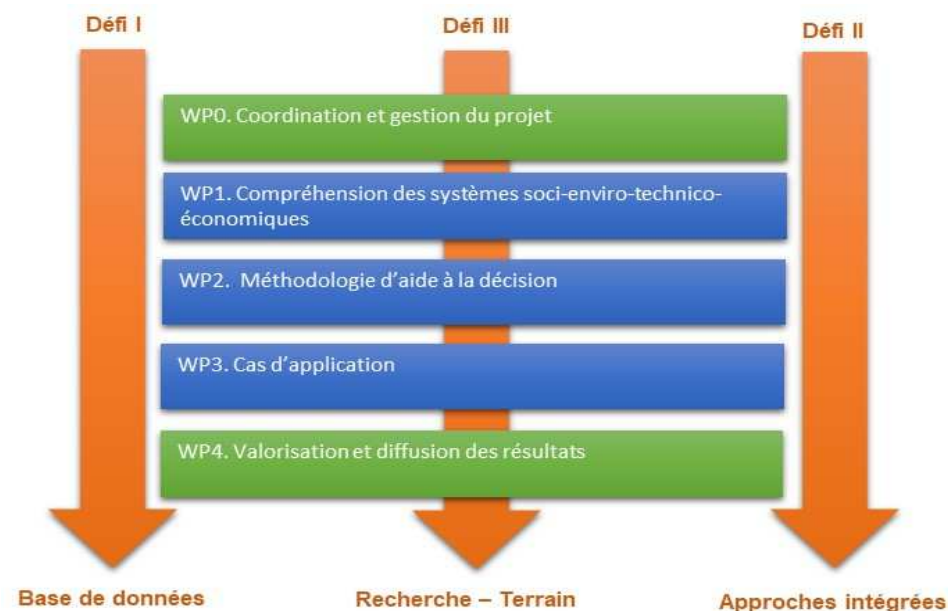 Défi I
Défi III
Défi II
WP0. Coordination et gestion du projet
WP1. Compréhension des systèmes soci-enviro-technico-
économiques
WP2. Méthodologie d'aide à la décision
WP3. Cas d'application
WP4. Valorisation et diffusion des résultats
Base de données
Recherche – Terrain
Approches intégrées